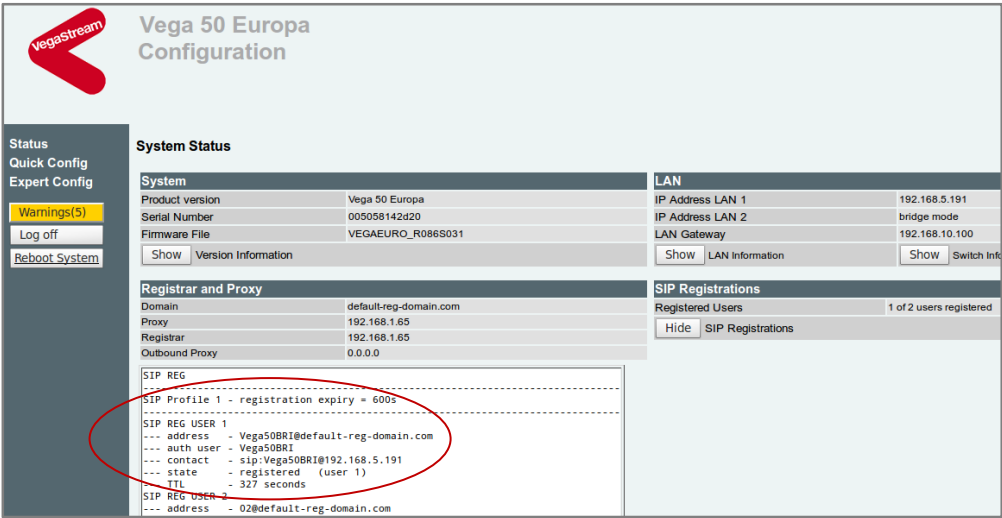 VegaStream
Vega 50 Europa
Configuration
Status
Quick Config
Expert Config
Warnings(5)
Log off
Reboot System
System Status
System
Product version Vega 50 Europa
Serial Number 005058142d20
Firmware File VEGAEURO_R086S031
Show Version Information
LAN
IP Address LAN 1 192.168.5.191
IP Address LAN 2 bridge mode
LAN Gateway 192.168.10.100
Show LAN Information Show Switch Info
Registrar and Proxy
Domain default-reg-domain.com
Proxy 192.168.1.65
Registrar 192.168.1.65
Outbound Proxy 0.0.0.0
SIP Registrations
Registered Users 1 of 2 users registered
Hide SIP Registrations
SIP REG
SIP Profile 1 - registration expiry = 600s
SIP REG USER 1
--- address - Vega50BRI@default-reg-domain.com
--- auth user - Vega50BRI
--- contact - sip:Vega50BRI@192.168.5.191
--- state - registered (user 1)
--- TTL - 327 seconds
SIP REG USER 2
--- address - 02@default-reg-domain.com